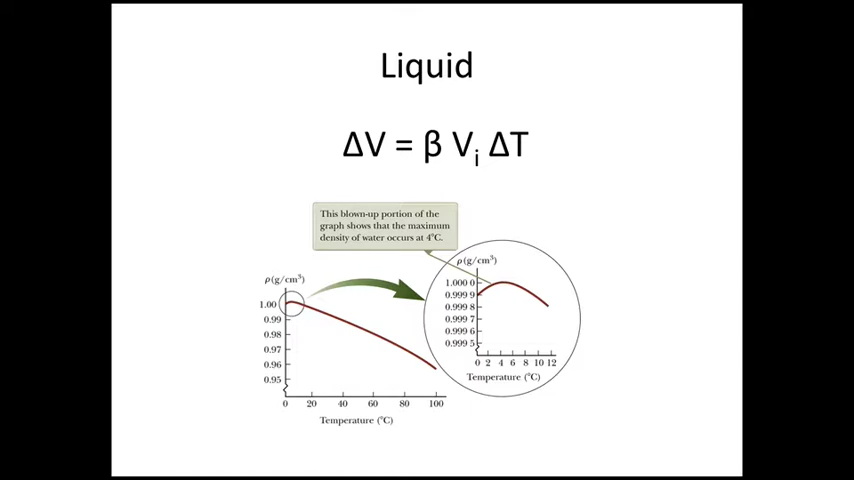 Liquid
ΔV = β Vi ΔT
This blown-up portion of the
graph shows that the maximum
density of water occurs at 4°C.
ρ(g/cm³)
1.00
0.99
0.98
0.97
0.96
0.95
0 20 40 60 80 100
Temperature (°C)
ρ(g/cm³)
1.000 0
0.999 9
0.999 8
0.999 7
0.999 6
0.999 5
0 2 4 6 8 10 12
Temperature (°C)